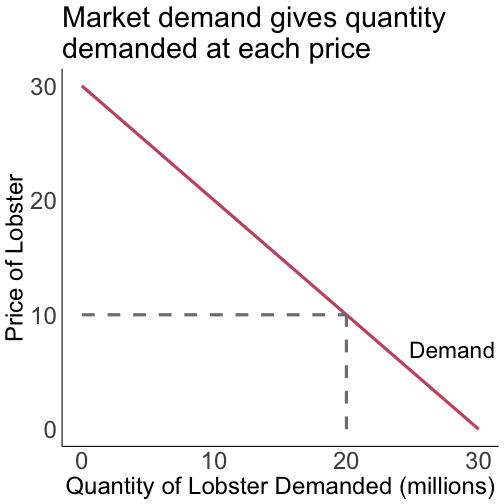 Market demand gives quantity
demanded at each price
30
20
10
0
Price of Lobster
Demand
0 10 20 30
Quantity of Lobster Demanded (millions)